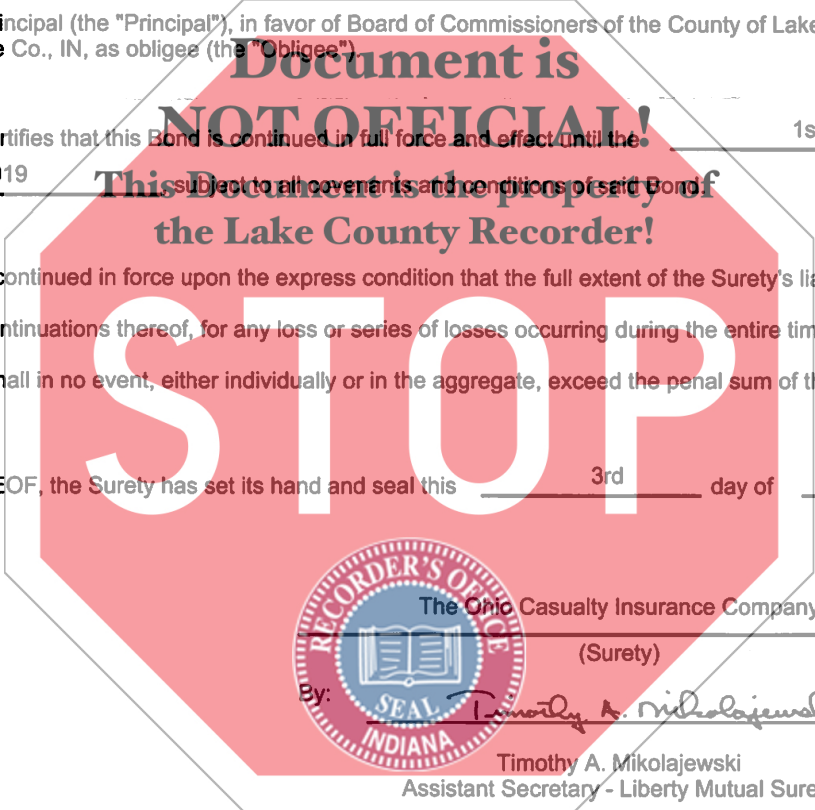 incipal (the "Principal"), in favor of Board of Commissioners of the County of Lake
e Co., IN, as obligee (the "Obligee").
Document is
NOT OFFICIAL!
rtifies that this Bond is continued in full force and effect until the 1s
19 , subject to all covenants and conditions of said Bond.
This Document is the property of
the Lake County Recorder!
continued in force upon the express condition that the full extent of the Surety's lia
ntinuations thereof, for any loss or series of losses occurring during the entire tim
hall in no event, either individually or in the aggregate, exceed the penal sum of th
STOP
EOF, the Surety has set its hand and seal this 3rd day of
RECORDER'S OFFICE
SEAL
INDIANA
The Ohio Casualty Insurance Company
(Surety)
By: Timothy A. Mikolajews
Timothy A. Mikolajewski
Assistant Secretary - Liberty Mutual Sure